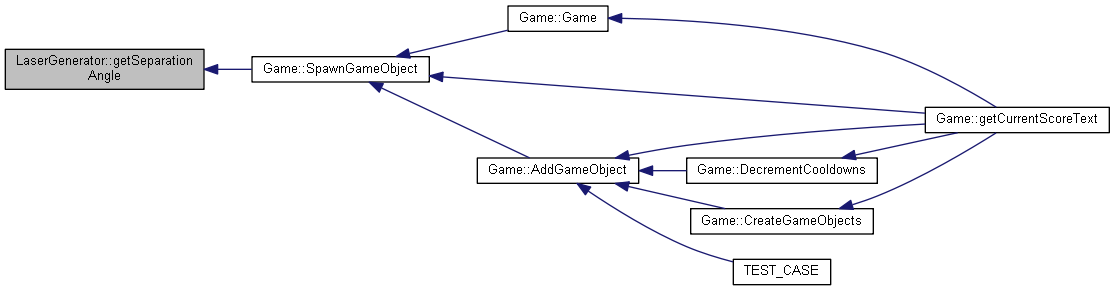 LaserGenerator::getSeparation
Angle
Game::SpawnGameObject
Game::Game
Game::getCurrentScoreText
Game::AddGameObject
Game::DecrementCooldowns
Game::CreateGameObjects
TEST_CASE